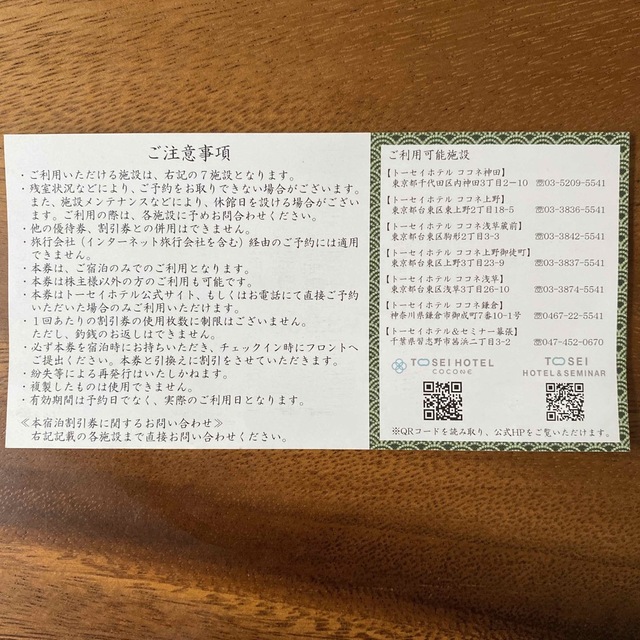 ご注意事項
・ご利用いただける施設は、右記の7施設となります。
・残室状況などにより、ご予約をお取りできない場合がございます。
また、施設メンテナンスなどにより、休館日を設ける場合がござい
ます。ご利用の際は、各施設に予めお問合わせください。
・他の優待券、割引券との併用はできません。
・旅行会社（インターネット旅行会社を含む）経由のご予約には適用
できません。
・本券は、ご宿泊のみでのご利用となります。
・本券は株主様以外の方のご利用も可能です。
・本券はトーセイホテル公式サイト、もしくはお電話にて直接ご予約
いただいた場合のみご利用いただけます。
・1回あたりの割引券の使用枚数に制限はございません。
ただし、釣銭のお返しはできません。
・必ず本券を宿泊時にお持ちいただき、チェックイン時にフロントへ
ご提出ください。本券と引換えに割引をさせていただきます。
・紛失等による再発行はいたしかねます。
・複製したものは使用できません。
・有効期間は予約日でなく、実際のご利用日となります。
≪本宿泊割引券に関するお問い合わせ≫
右記記載の各施設まで直接お問い合わせください。
ご利用可能施設
【トーセイホテル ココネ神田】
東京都千代田区内神田3丁目2−10 ☏03-5209-5541
【トーセイホテル ココネ上野】
東京都台東区東上野2丁目18-5 ☏03-3836-5541
【トーセイホテル ココネ浅草蔵前】
東京都台東区駒形2丁目3-3 ☏03-3842-5541
【トーセイホテル ココネ上野御徒町】
東京都台東区上野3丁目23-9 ☏03-3837-5541
【トーセイホテル ココネ浅草】
東京都台東区浅草3丁目26-10 ☏03-3874-5541
【トーセイホテル ココネ鎌倉】
神奈川県鎌倉市御成町7番10-1号 ☏0467-22-5541
【トーセイホテル&セミナー幕張】
千葉県習志野市茜浜二丁目3-2 ☏047-452-0670
TOSEI HOTEL
COCONE
TOSEI
HOTEL & SEMINAR
※QRコードを読み取り、公式HPをご覧いただけます。